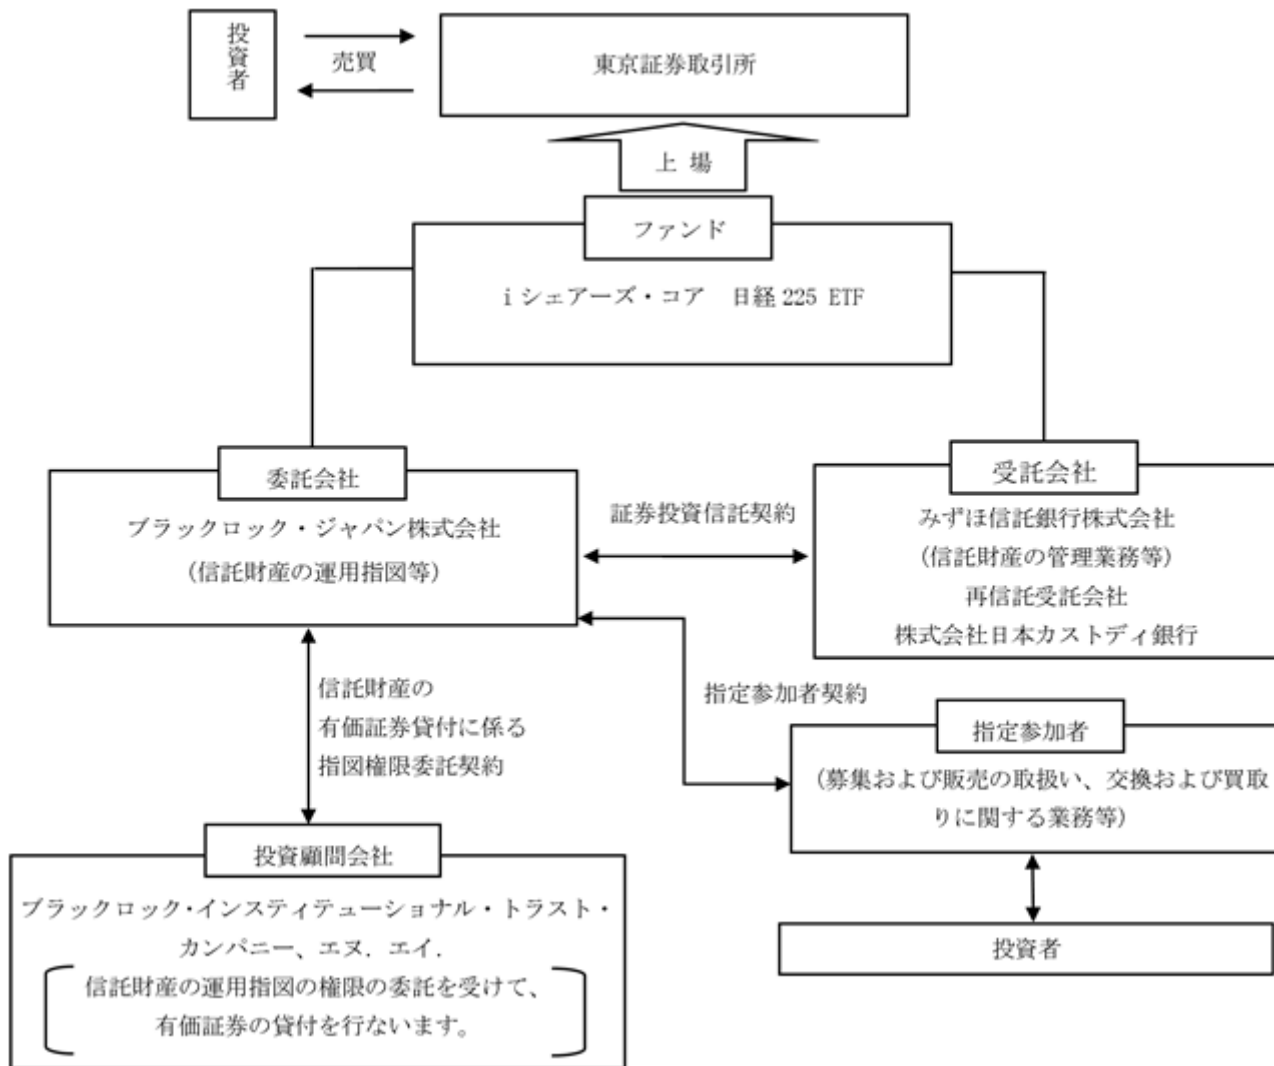 投資者
売買
東京証券取引所
上 場
ファンド
i シェアーズ・コア 日経 225 ETF
委託会社
ブラックロック・ジャパン株式会社
(信託財産の運用指図等)
証券投資信託契約
受託会社
みずほ信託銀行株式会社
(信託財産の管理業務等)
再信託受託会社
株式会社日本カストディ銀行
信託財産の
有価証券貸付に係る
指図権限委託契約
指定参加者契約
指定参加者
(募集および販売の取扱い、交換および買取
りに関する業務等)
投資者
投資顧問会社
ブラックロック・インスティテューショナル・トラスト・
カンパニー、エヌ. エイ.
信託財産の運用指図の権限の委託を受けて、
有価証券の貸付を行ないます。